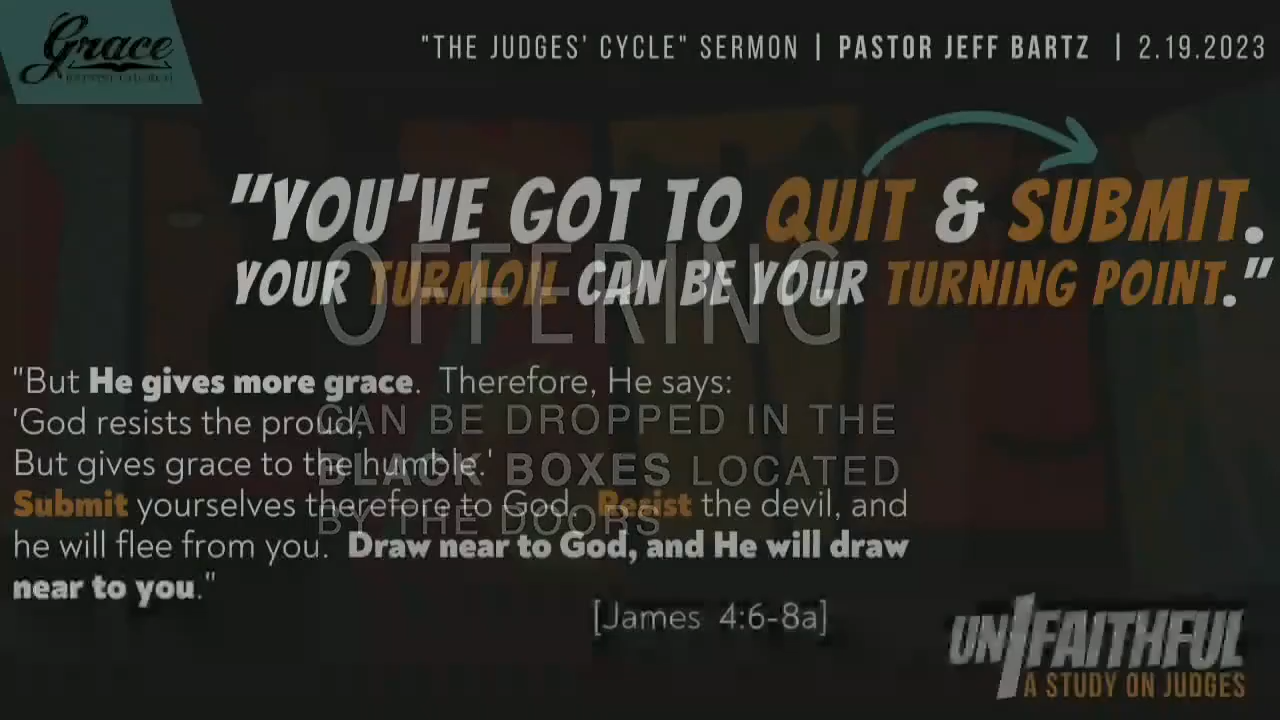 Grace
BAPTIST CHURCH
"THE JUDGES' CYCLE" SERMON | PASTOR JEFF BARTZ | 2.19.2023
"YOU'VE GOT TO QUIT & SUBMIT.
YOUR TURMOIL CAN BE YOUR TURNING POINT."
OFFERING
CAN BE DROPPED IN THE
BLACK BOXES LOCATED
BY THE DOORS
"But He gives more grace. Therefore, He says:
'God resists the proud,
But gives grace to the humble.'
Submit yourselves therefore to God. Resist the devil, and
he will flee from you. Draw near to God, and He will draw
near to you."
[James 4:6-8a]
UNFAITHFUL
A STUDY ON JUDGES